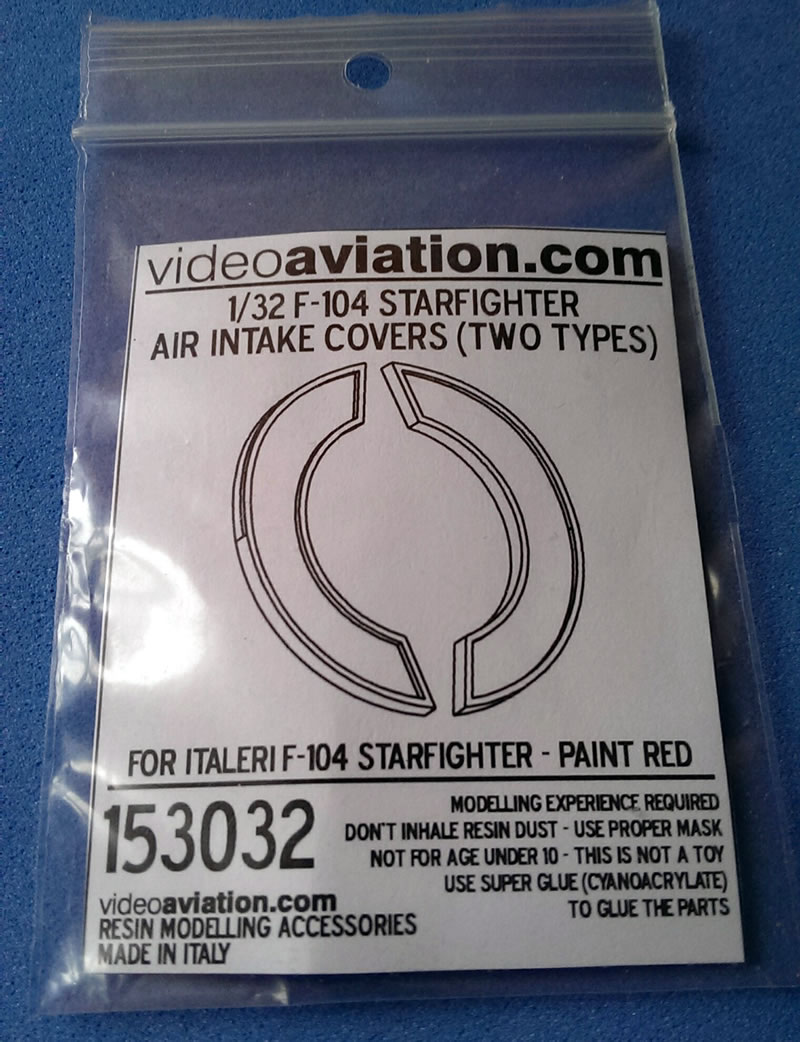 videoaviation.com
1/32 F-104 STARFIGHTER
AIR INTAKE COVERS (TWO TYPES)
FOR ITALERI F-104 STARFIGHTER - PAINT RED
153032
MODELLING EXPERIENCE REQUIRED
DON'T INHALE RESIN DUST - USE PROPER MASK
NOT FOR AGE UNDER 10 - THIS IS NOT A TOY
USE SUPER GLUE (CYANOACRYLATE)
TO GLUE THE PARTS
videoaviation.com
RESIN MODELLING ACCESSORIES
MADE IN ITALY